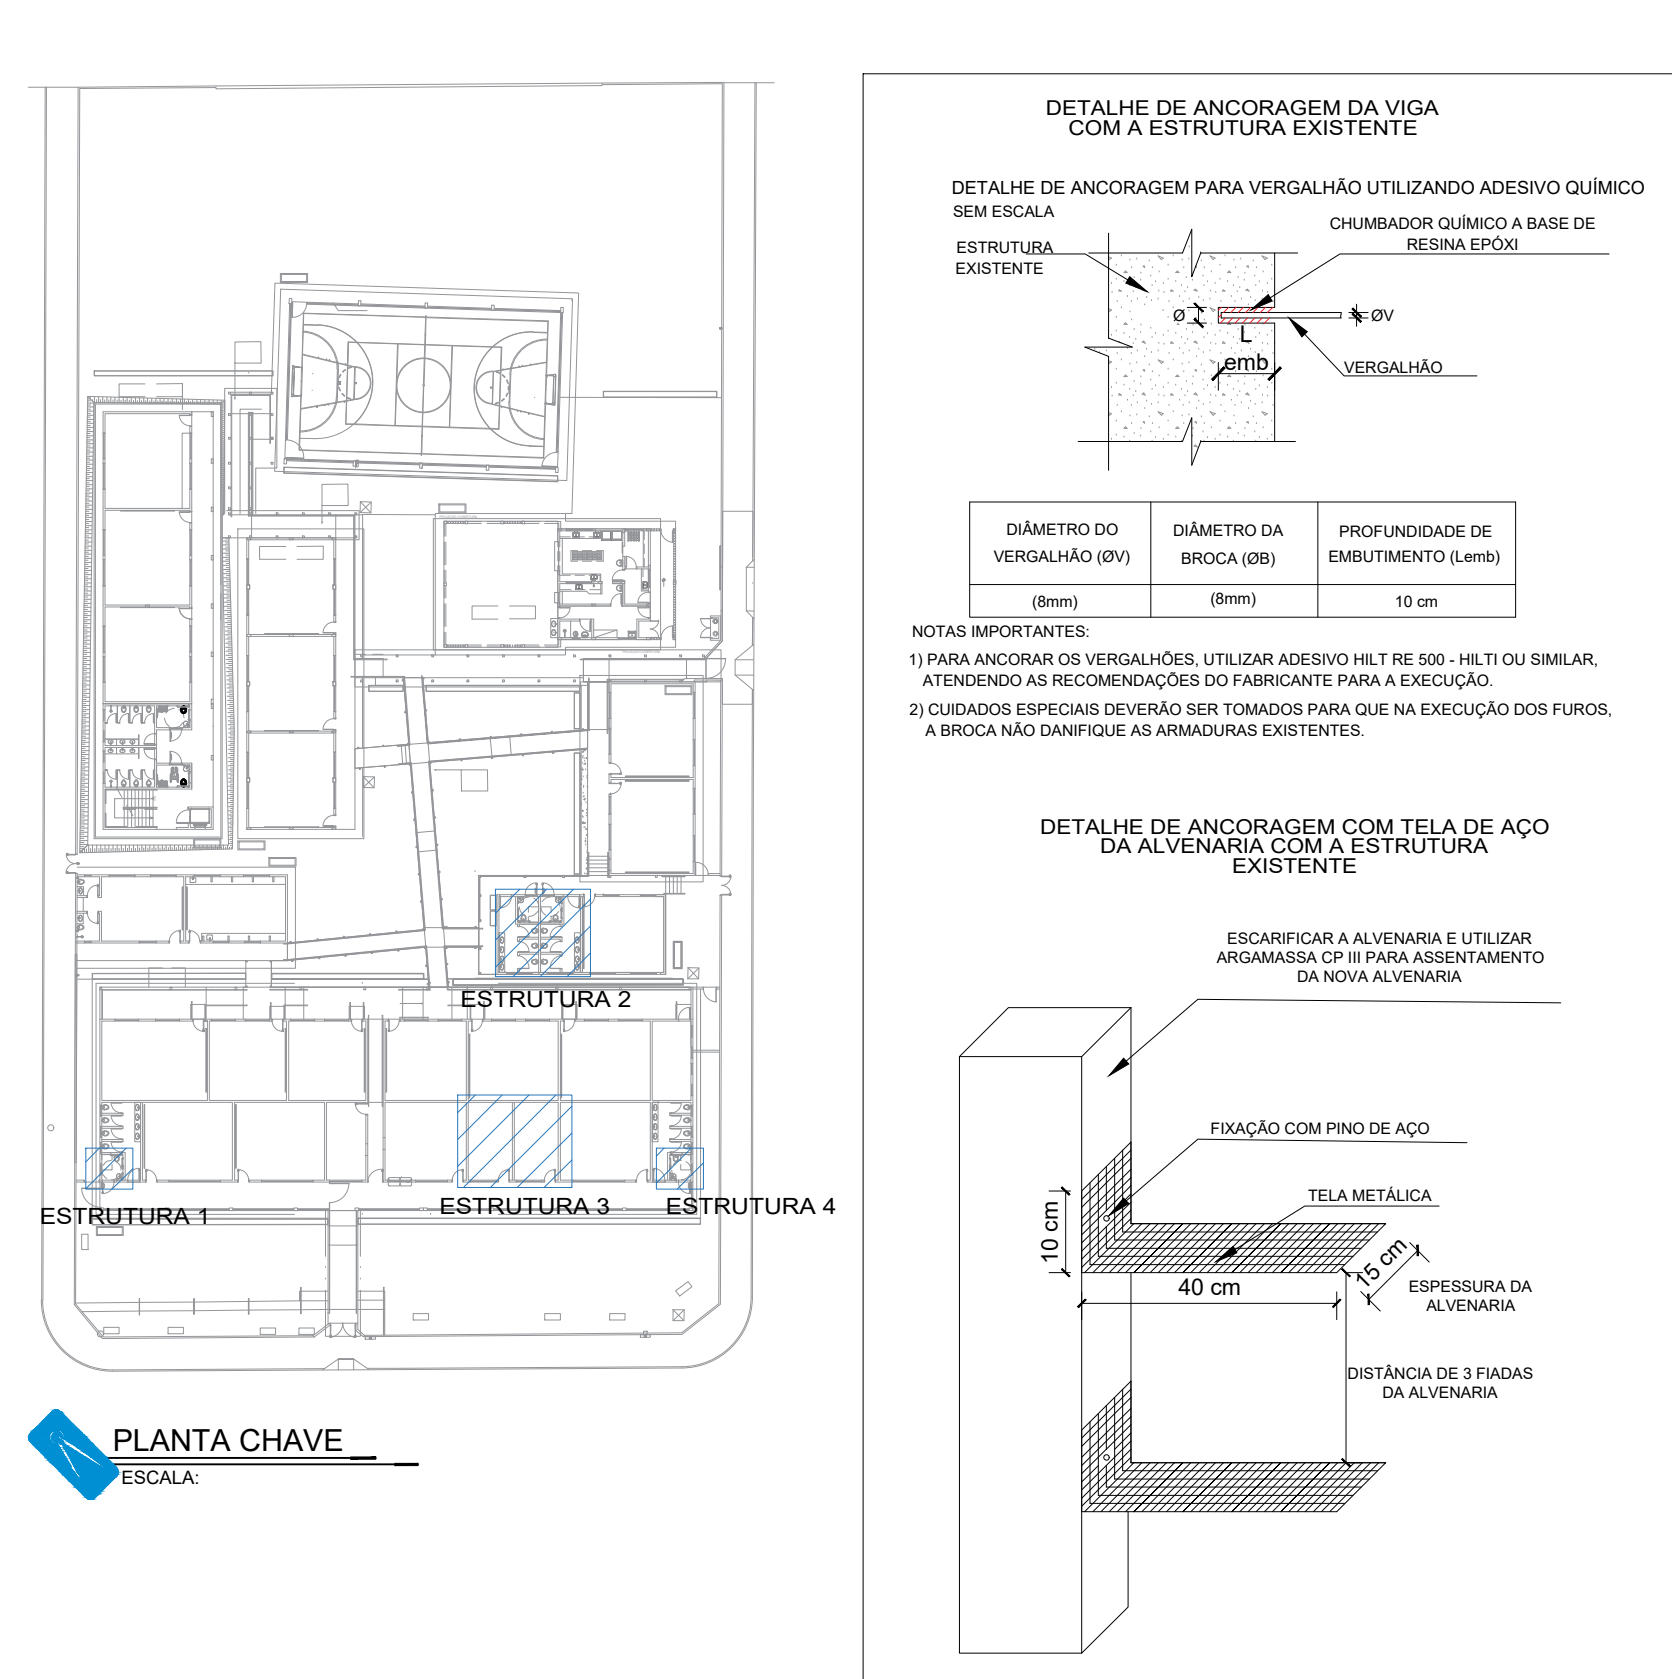 ESTRUTURA 2
ESTRUTURA 1
ESTRUTURA 3
ESTRUTURA 4
PLANTA CHAVE
ESCALA:
DETALHE DE ANCORAGEM DA VIGA
COM A ESTRUTURA EXISTENTE
DETALHE DE ANCORAGEM PARA VERGALHÃO UTILIZANDO ADESIVO QUÍMICO
SEM ESCALA
ESTRUTURA
EXISTENTE
CHUMBADOR QUÍMICO A BASE DE
RESINA EPÓXI
Ø
ØV
L
emb
VERGALHÃO
DIÂMETRO DO
VERGALHÃO (ØV)
DIÂMETRO DA
BROCA (ØB)
PROFUNDIDADE DE
EMBUTIMENTO (Lemb)
(8mm)
(8mm)
10 cm
NOTAS IMPORTANTES:
1) PARA ANCORAR OS VERGALHÕES, UTILIZAR ADESIVO HILT RE 500 - HILTI OU SIMILAR,
ATENDENDO AS RECOMENDAÇÕES DO FABRICANTE PARA A EXECUÇÃO.
2) CUIDADOS ESPECIAIS DEVERÃO SER TOMADOS PARA QUE NA EXECUÇÃO DOS FUROS,
A BROCA NÃO DANIFIQUE AS ARMADURAS EXISTENTES.
DETALHE DE ANCORAGEM COM TELA DE AÇO
DA ALVENARIA COM A ESTRUTURA
EXISTENTE
ESCARIFICAR A ALVENARIA E UTILIZAR
ARGAMASSA CP III PARA ASSENTAMENTO
DA NOVA ALVENARIA
FIXAÇÃO COM PINO DE AÇO
TELA METÁLICA
10 cm
40 cm
15 cm
ESPESSURA DA
ALVENARIA
DISTÂNCIA DE 3 FIADAS
DA ALVENARIA